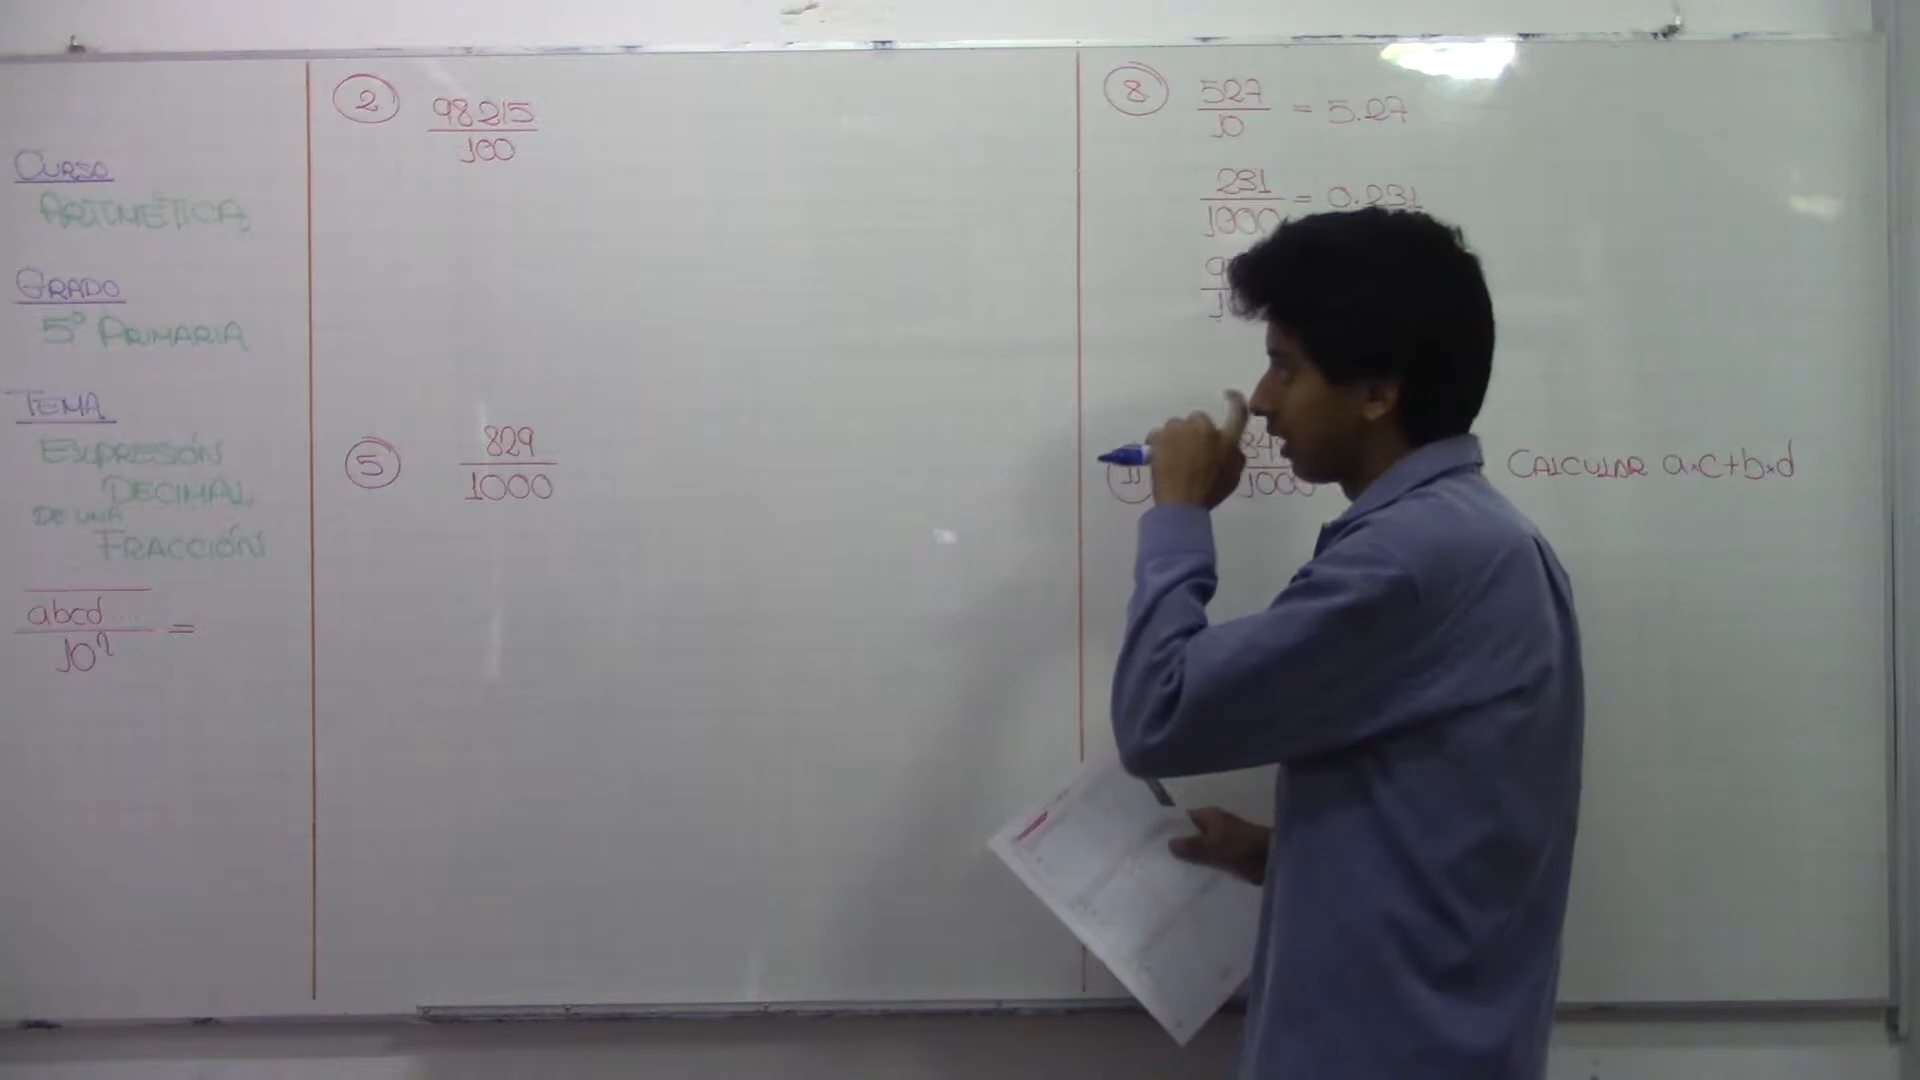 CURSO
ARITMÉTICA
GRADO
5° PRIMARIA
TEMA
EXPRESIÓN
DECIMAL
DE UNA
FRACCIÓN
abcd...
10ⁿ =
2
98215
100
5
829
1000
8
527
10 = 5.27
231
1000 = 0.231
11
1000
CALCULAR a×c+b×d